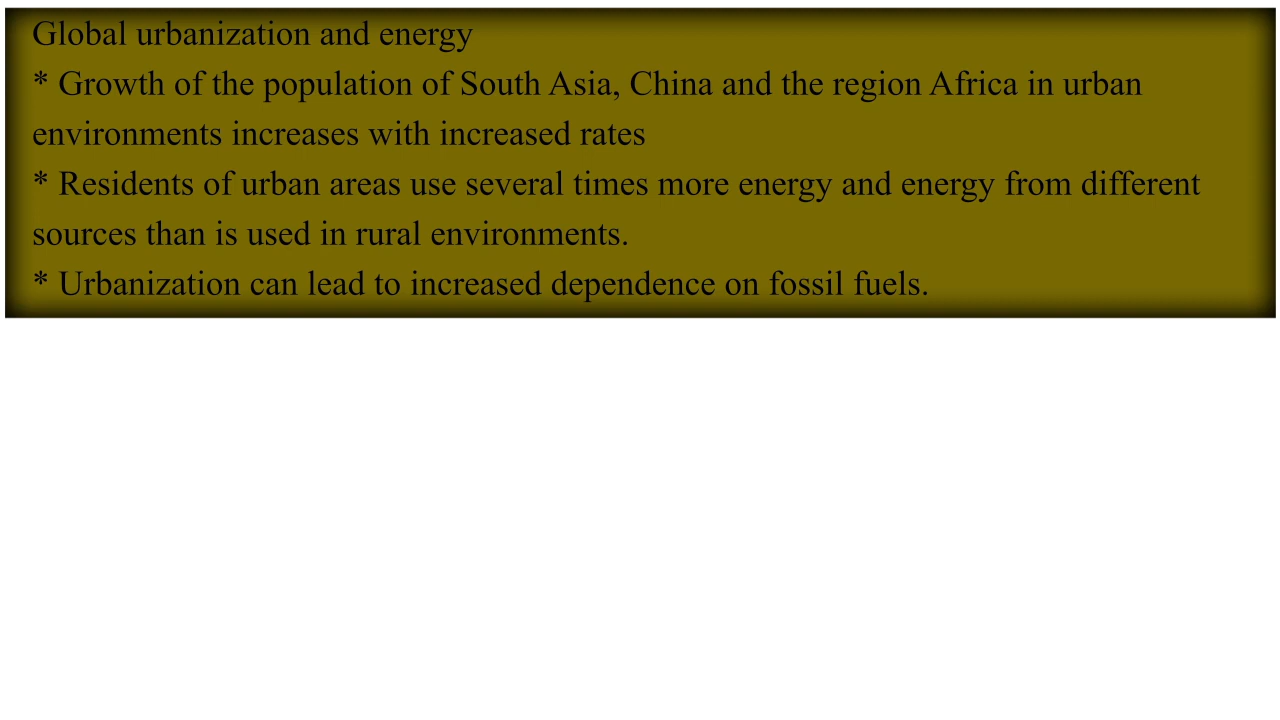 Global urbanization and energy
* Growth of the population of South Asia, China and the region Africa in urban
environments increases with increased rates
* Residents of urban areas use several times more energy and energy from different
sources than is used in rural environments.
* Urbanization can lead to increased dependence on fossil fuels.